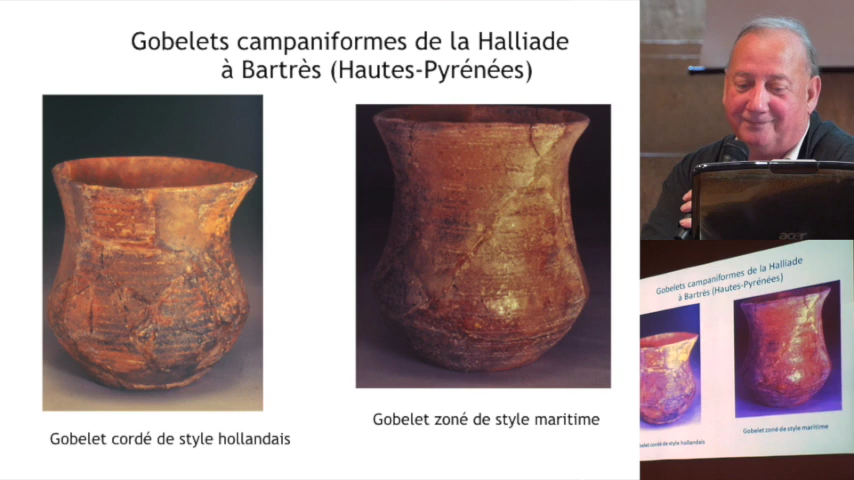 Gobelets campaniformes de la Halliade
à Bartrès (Hautes-Pyrénées)
Gobelet cordé de style hollandais
Gobelet zoné de style maritime
acer
Gobelets campaniformes de la Halliade
à Bartrès (Hautes-Pyrénées)
cordé de style hollandais
Gobelet zoné de style maritime